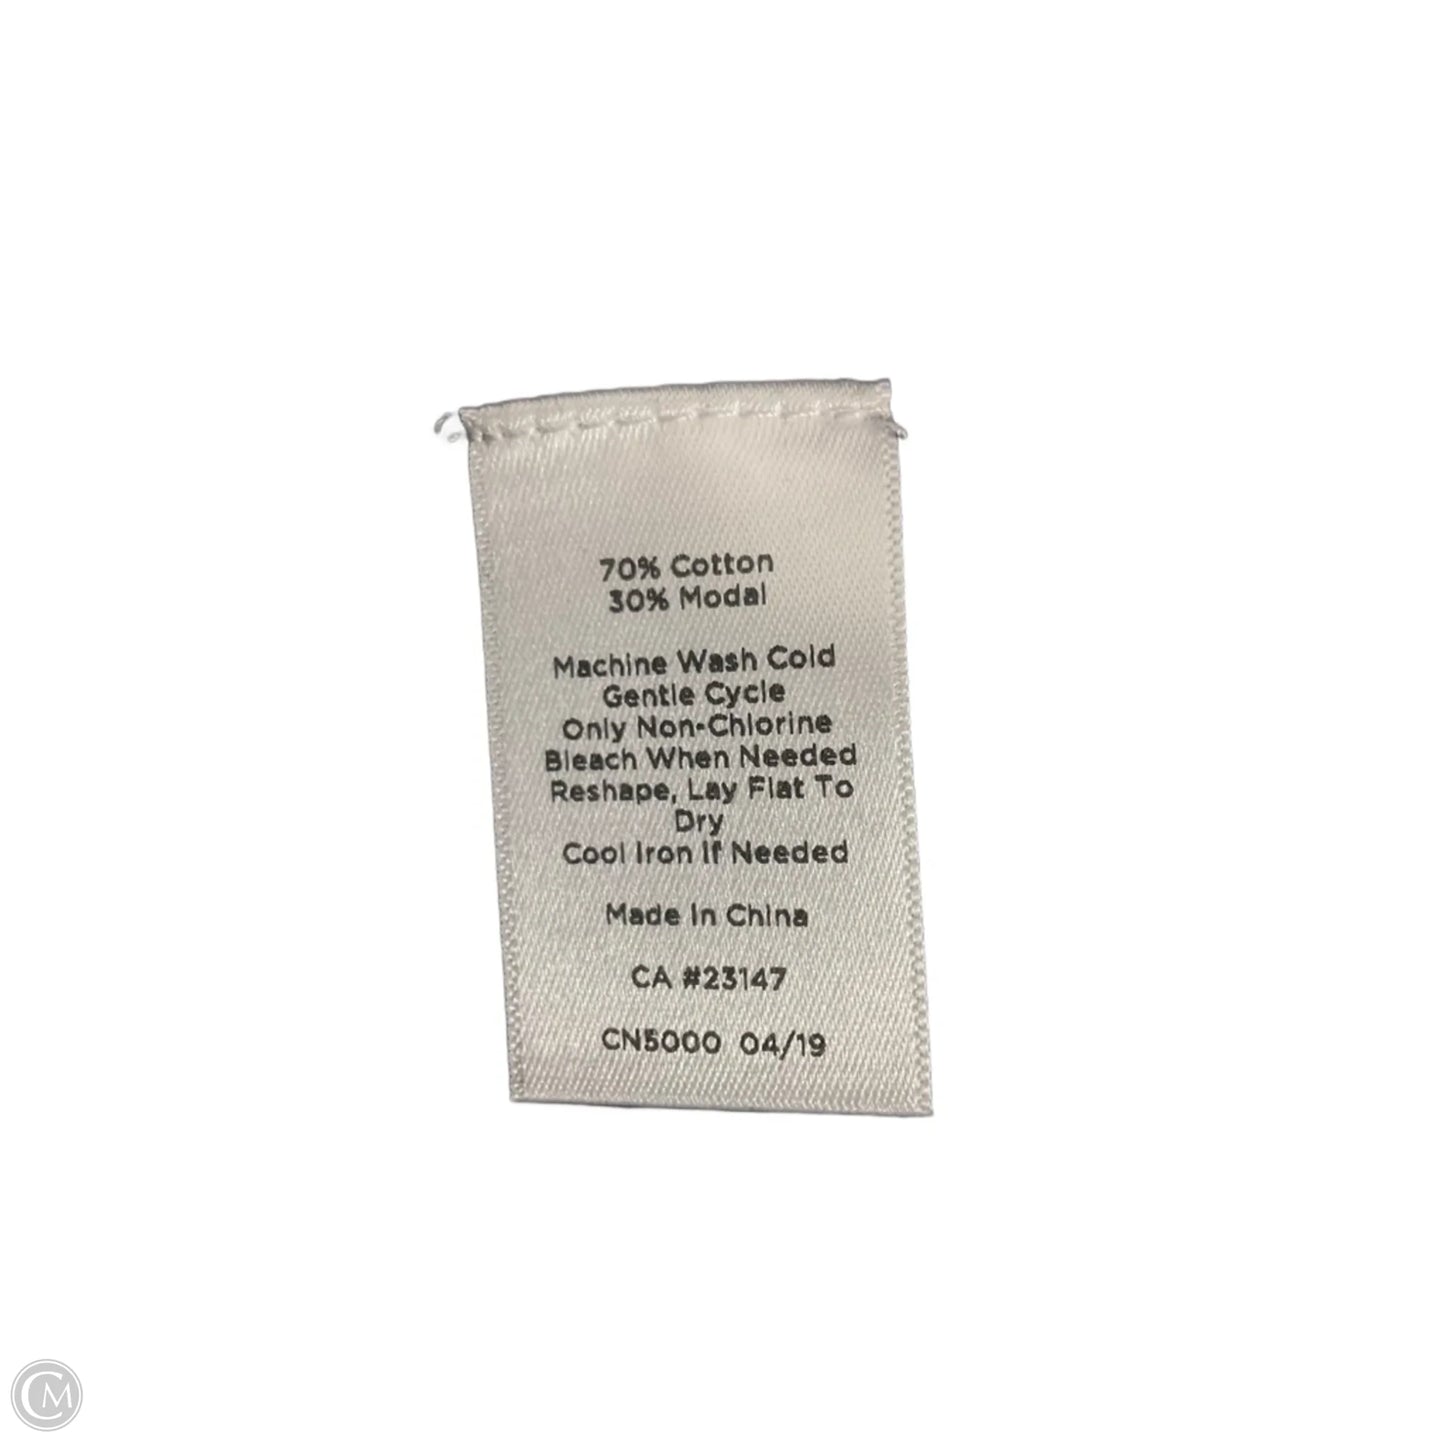 70% Cotton
30% Modal
Machine Wash Cold
Gentle Cycle
Only Non-Chlorine
Bleach When Needed
Reshape, Lay Flat To
Dry
Cool Iron If Needed
Made In China
CA #23147
CN5000 04/19
CM